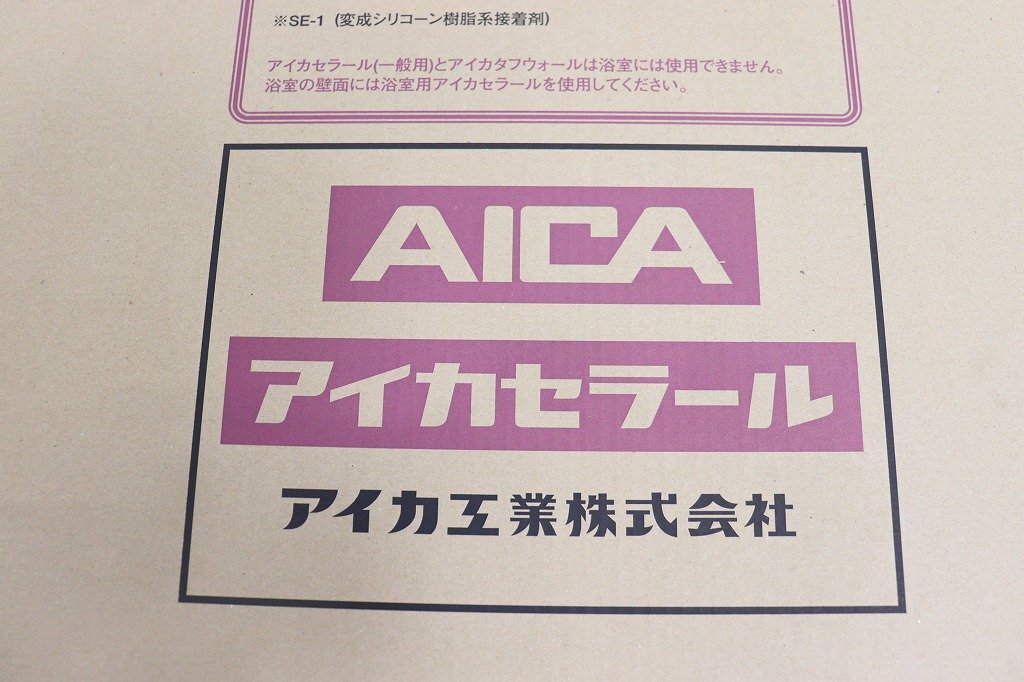 ※SE-1 (変成シリコーン樹脂系接着剤)
アイカセラール(一般用)とアイカタフウォールは浴室には使用できません。
浴室の壁面には浴室用アイカセラールを使用してください。
AICA
アイカセラール
アイカ工業株式会社